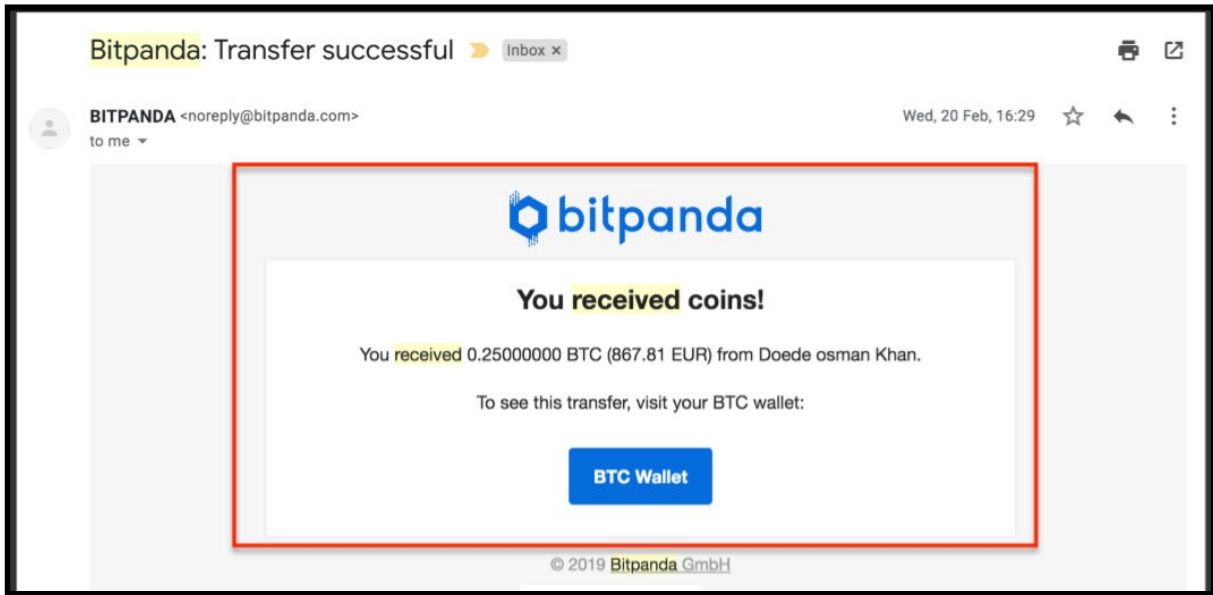 Bitpanda: Transfer successful Inbox ×
BITPANDA <noreply@bitpanda.com> Wed, 20 Feb, 16:29
to me
bitpanda
You received coins!
You received 0.25000000 BTC (867.81 EUR) from Doede osman Khan.
To see this transfer, visit your BTC wallet:
BTC Wallet
© 2019 Bitpanda GmbH